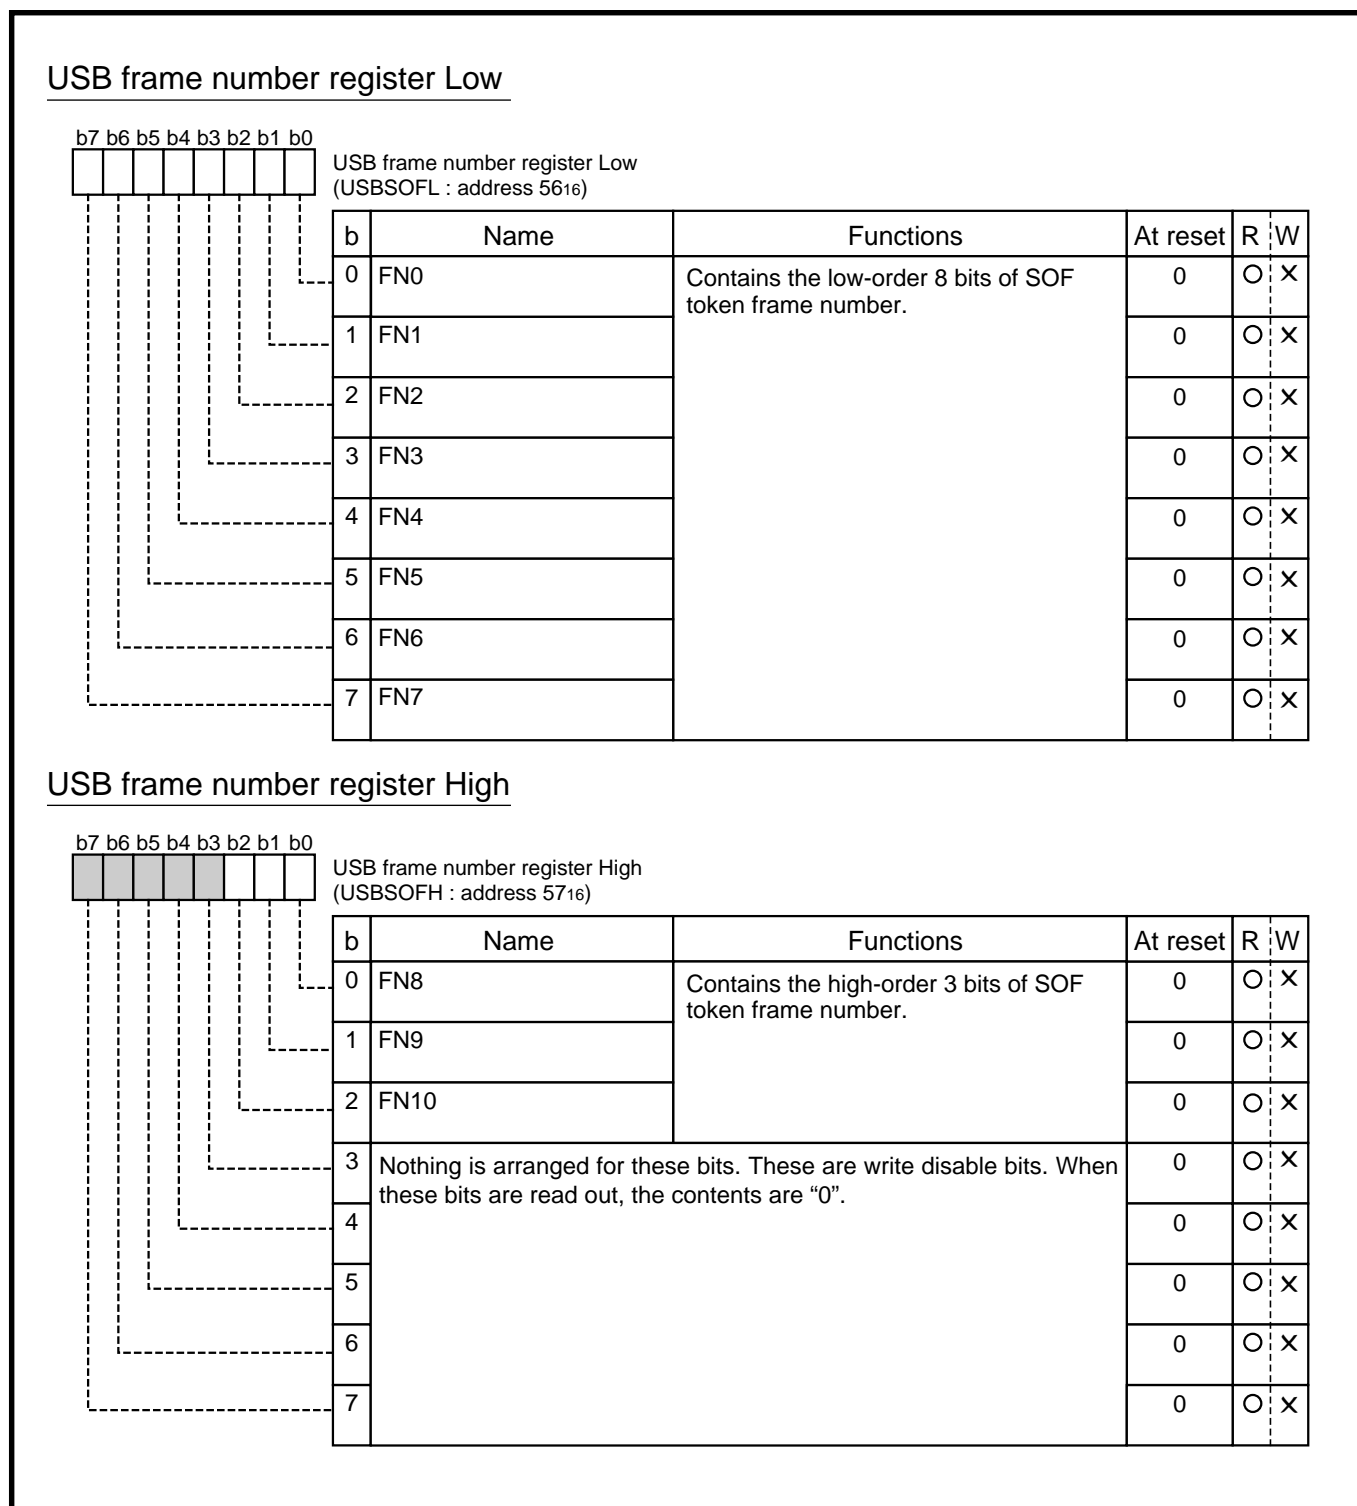 USB frame number register Low
b7 b6 b5 b4 b3 b2 b1 b0
USB frame number register Low
(USBSOFL : address 5616)
b Name Functions At reset R W
0 FN0 Contains the low-order 8 bits of SOF 0 O X
token frame number.
1 FN1 0 O X
2 FN2 0 O X
3 FN3 0 O X
4 FN4 0 O X
5 FN5 0 O X
6 FN6 0 O X
7 FN7 0 O X
USB frame number register High
b7 b6 b5 b4 b3 b2 b1 b0
USB frame number register High
(USBSOFH : address 5716)
b Name Functions At reset R W
0 FN8 Contains the high-order 3 bits of SOF 0 O X
token frame number.
1 FN9 0 O X
2 FN10 0 O X
3 Nothing is arranged for these bits. These are write disable bits. When 0 O X
these bits are read out, the contents are “0”.
4 0 O X
5 0 O X
6 0 O X
7 0 O X